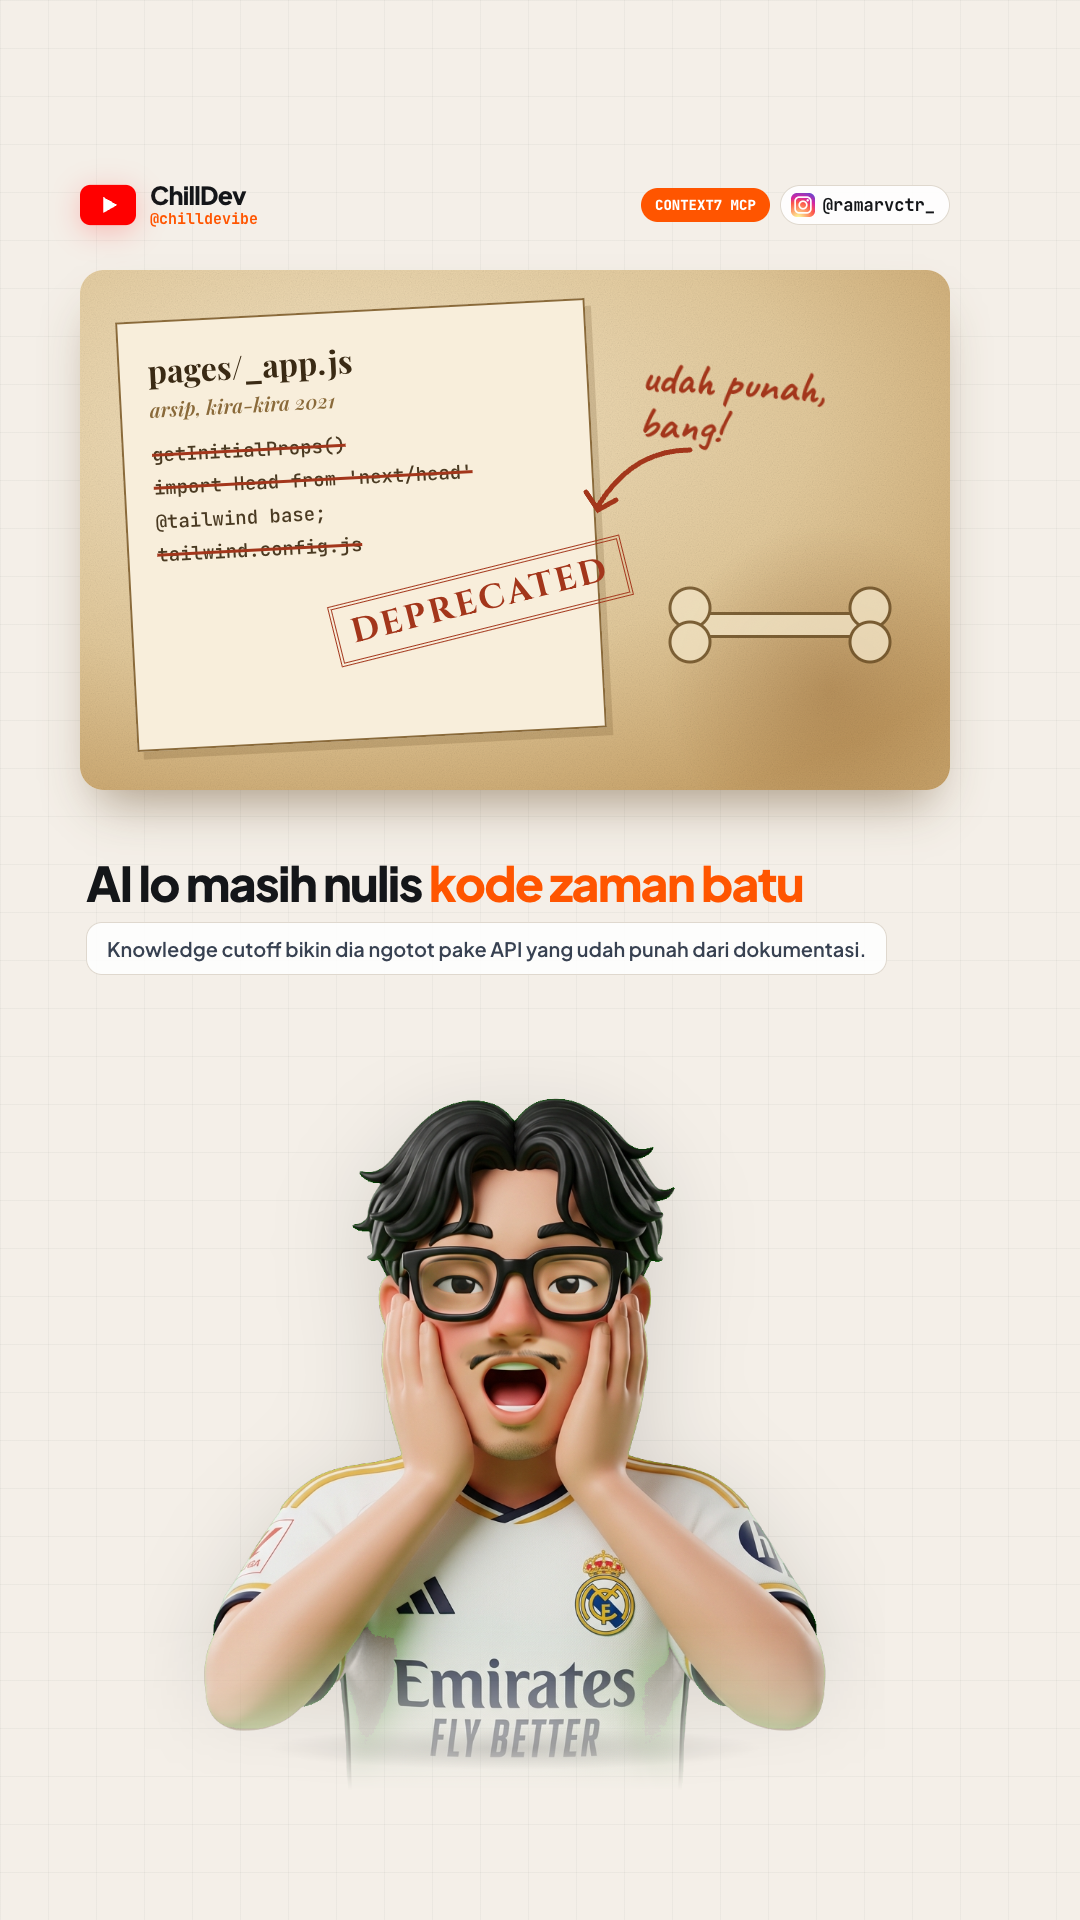 ChillDev
@chilldevibe
CONTEXT7 MCP
@ramarvctr_
pages/_app.js
arsip, kira-kira 2021
getInitialProps()
import Head from 'next/head'
@tailwind base;
tailwind.config.js
udah punah,
bang!
DEPRECATED
AI lo masih nulis kode zaman batu
Knowledge cutoff bikin dia ngotot pake API yang udah punah dari dokumentasi.
Emirates
FLY BETTER